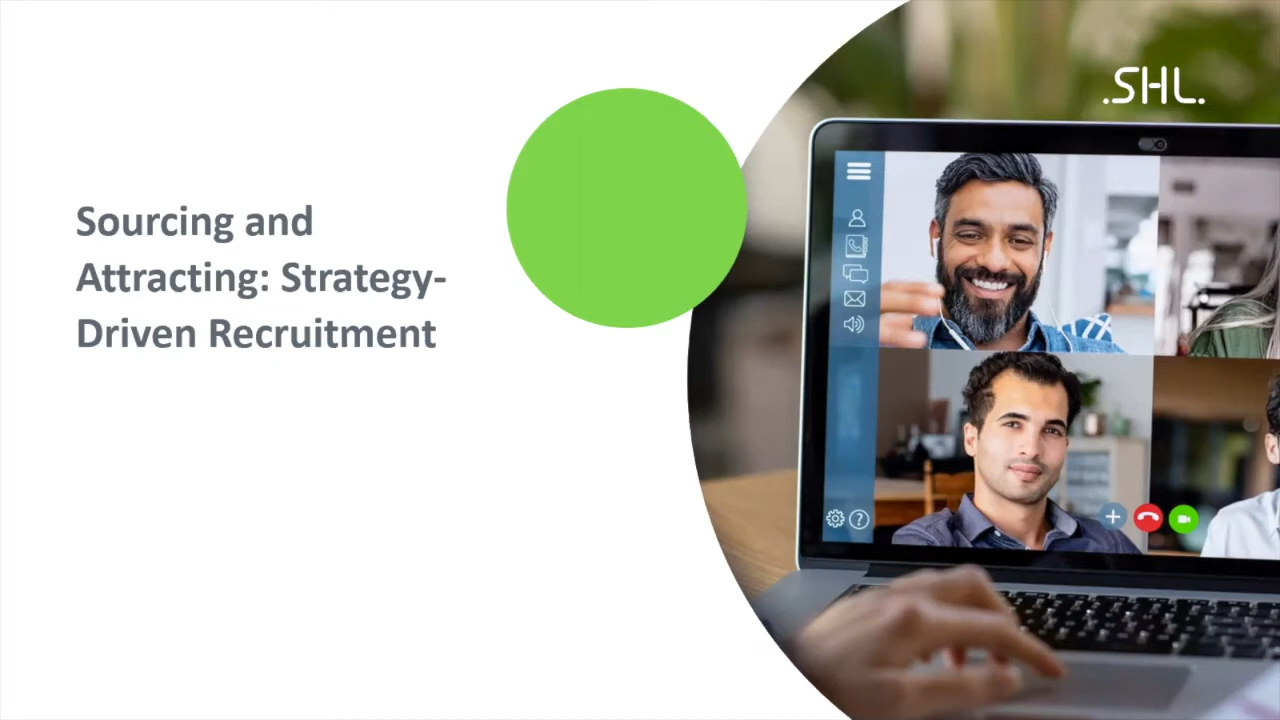 .SHL.
Sourcing and
Attracting: Strategy-
Driven Recruitment